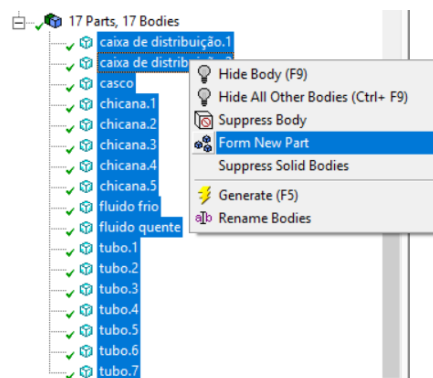 17 Parts, 17 Bodies
caixa de distribuição.1
caixa de distrib
casco
chicana.1
chicana.2
chicana.3
chicana.4
chicana.5
fluido frio
fluido quente
tubo.1
tubo.2
tubo.3
tubo.4
tubo.5
tubo.6
tubo.7
Hide Body (F9)
Hide All Other Bodies (Ctrl+ F9)
Suppress Body
Form New Part
Suppress Solid Bodies
Generate (F5)
aIb Rename Bodies